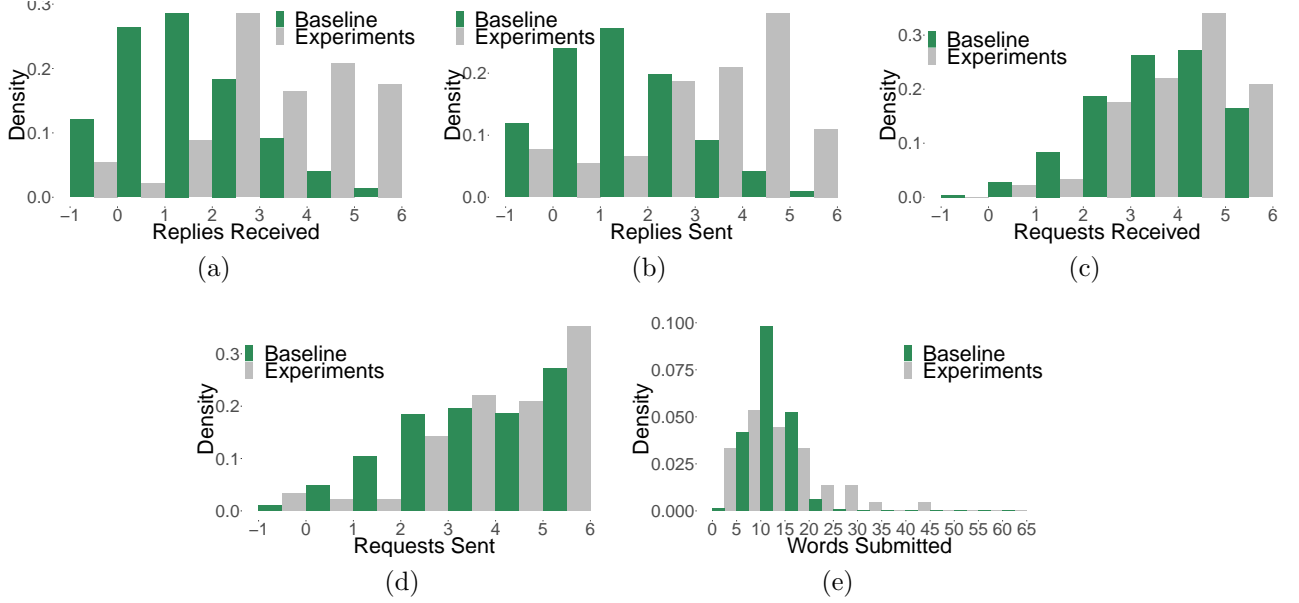 0.3
0.2
0.1
0.0
Density
Baseline
Experiments
−1 0 1 2 3 4 5 6
Replies Received
(a)
0.2
0.1
0.0
Density
Baseline
Experiments
−1 0 1 2 3 4 5 6
Replies Sent
(b)
0.3
0.2
0.1
0.0
Density
Baseline
Experiments
−1 0 1 2 3 4 5 6
Requests Received
(c)
0.3
0.2
0.1
0.0
Density
Baseline
Experiments
−1 0 1 2 3 4 5 6
Requests Sent
(d)
0.100
0.075
0.050
0.025
0.000
Density
Baseline
Experiments
0 5 10 15 20 25 30 35 40 45 50 55 60 65
Words Submitted
(e)